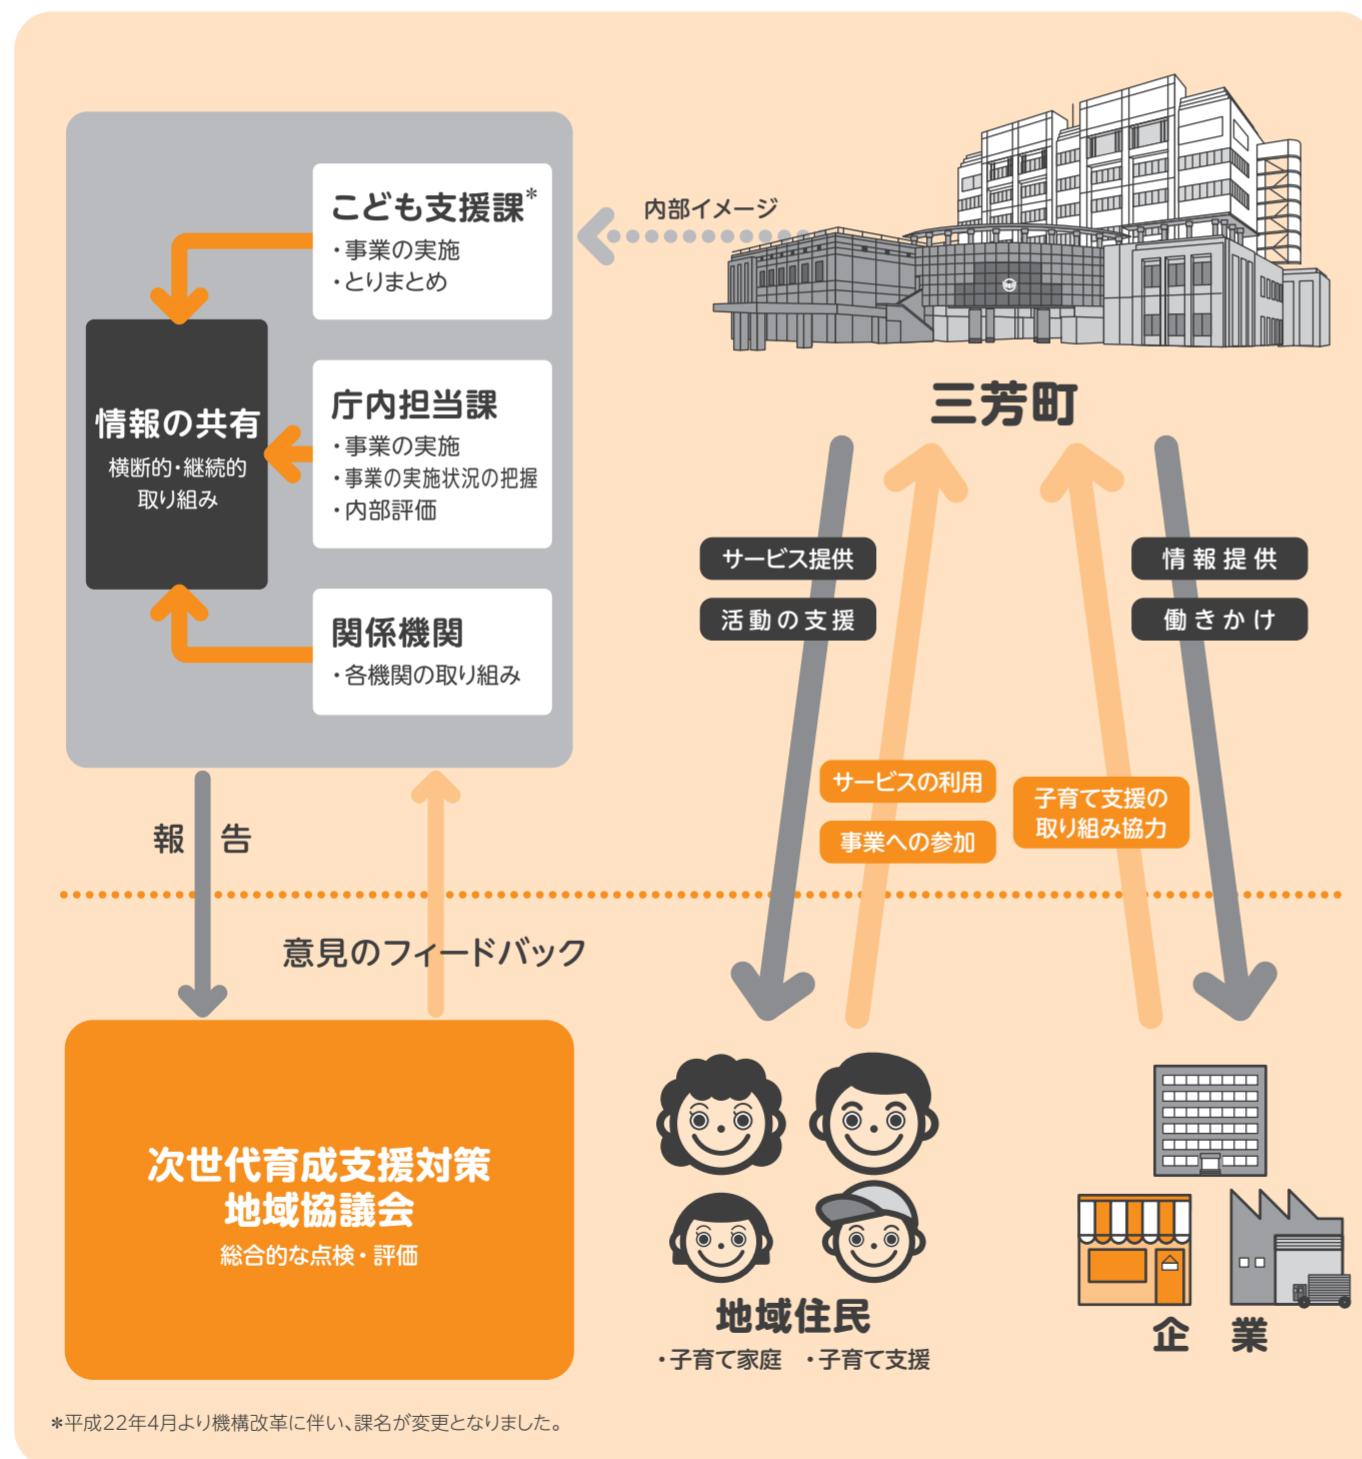 こども支援課*
・事業の実施
・とりまとめ
内部イメージ
三芳町
情報の共有
横断的・継続的
取り組み
庁内担当課
・事業の実施
・事業の実施状況の把握
・内部評価
関係機関
・各機関の取り組み
サービス提供
活動の支援
情報提供
働きかけ
サービスの利用
事業への参加
子育て支援の
取り組み協力
報告
意見のフィードバック
次世代育成支援対策
地域協議会
総合的な点検・評価
地域住民
・子育て家庭 ・子育て支援
企業
*平成22年4月より機構改革に伴い、課名が変更となりました。